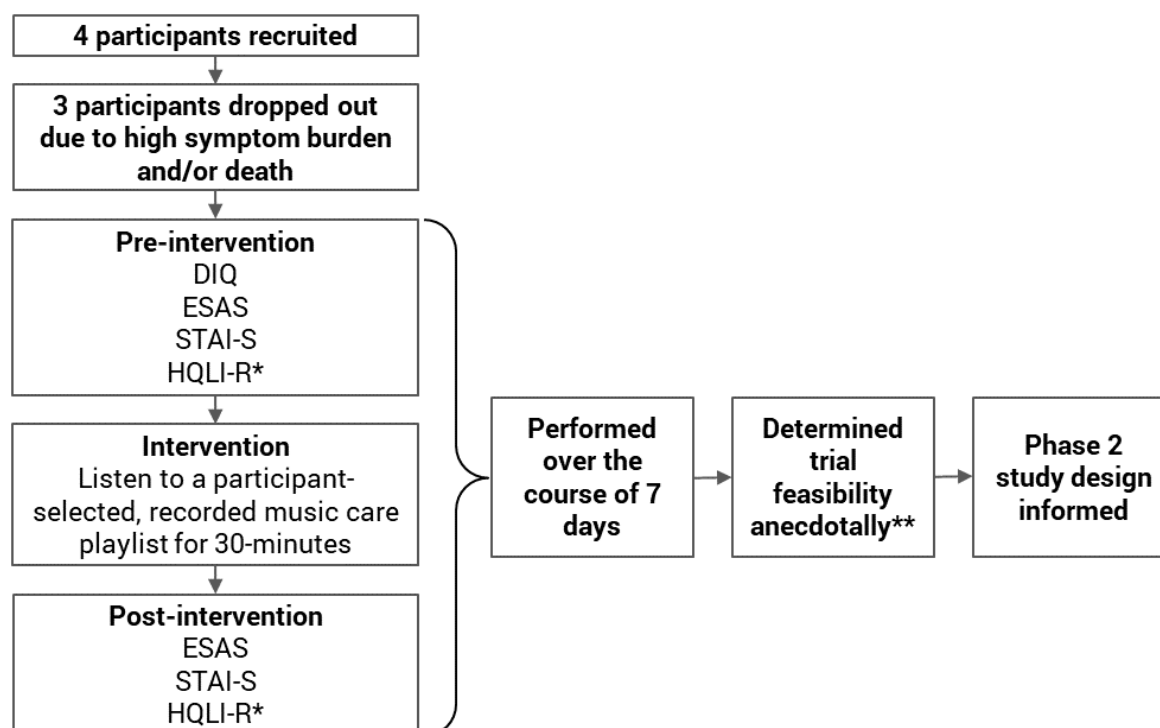 4 participants recruited
3 participants dropped out
due to high symptom burden
and/or death
Pre-intervention
DIQ
ESAS
STAI-S
HQLI-R*
Intervention
Listen to a participant-
selected, recorded music care
playlist for 30-minutes
Post-intervention
ESAS
STAI-S
HQLI-R*
Performed
over the
course of 7
days
Determined
trial
feasibility
anecdotally**
Phase 2
study design
informed